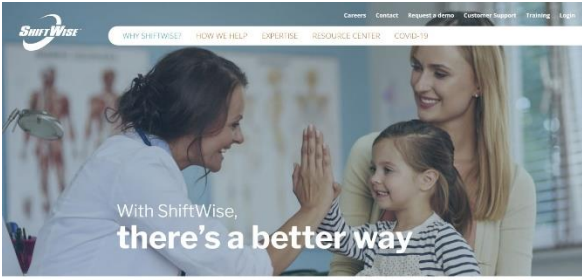 Careers Contact Request a demo Customer Support Training Login
SHIFTWISE
WHY SHIFTWISE? HOW WE HELP EXPERTISE RESOURCE CENTER COVID-19
With ShiftWise,
there's a better way